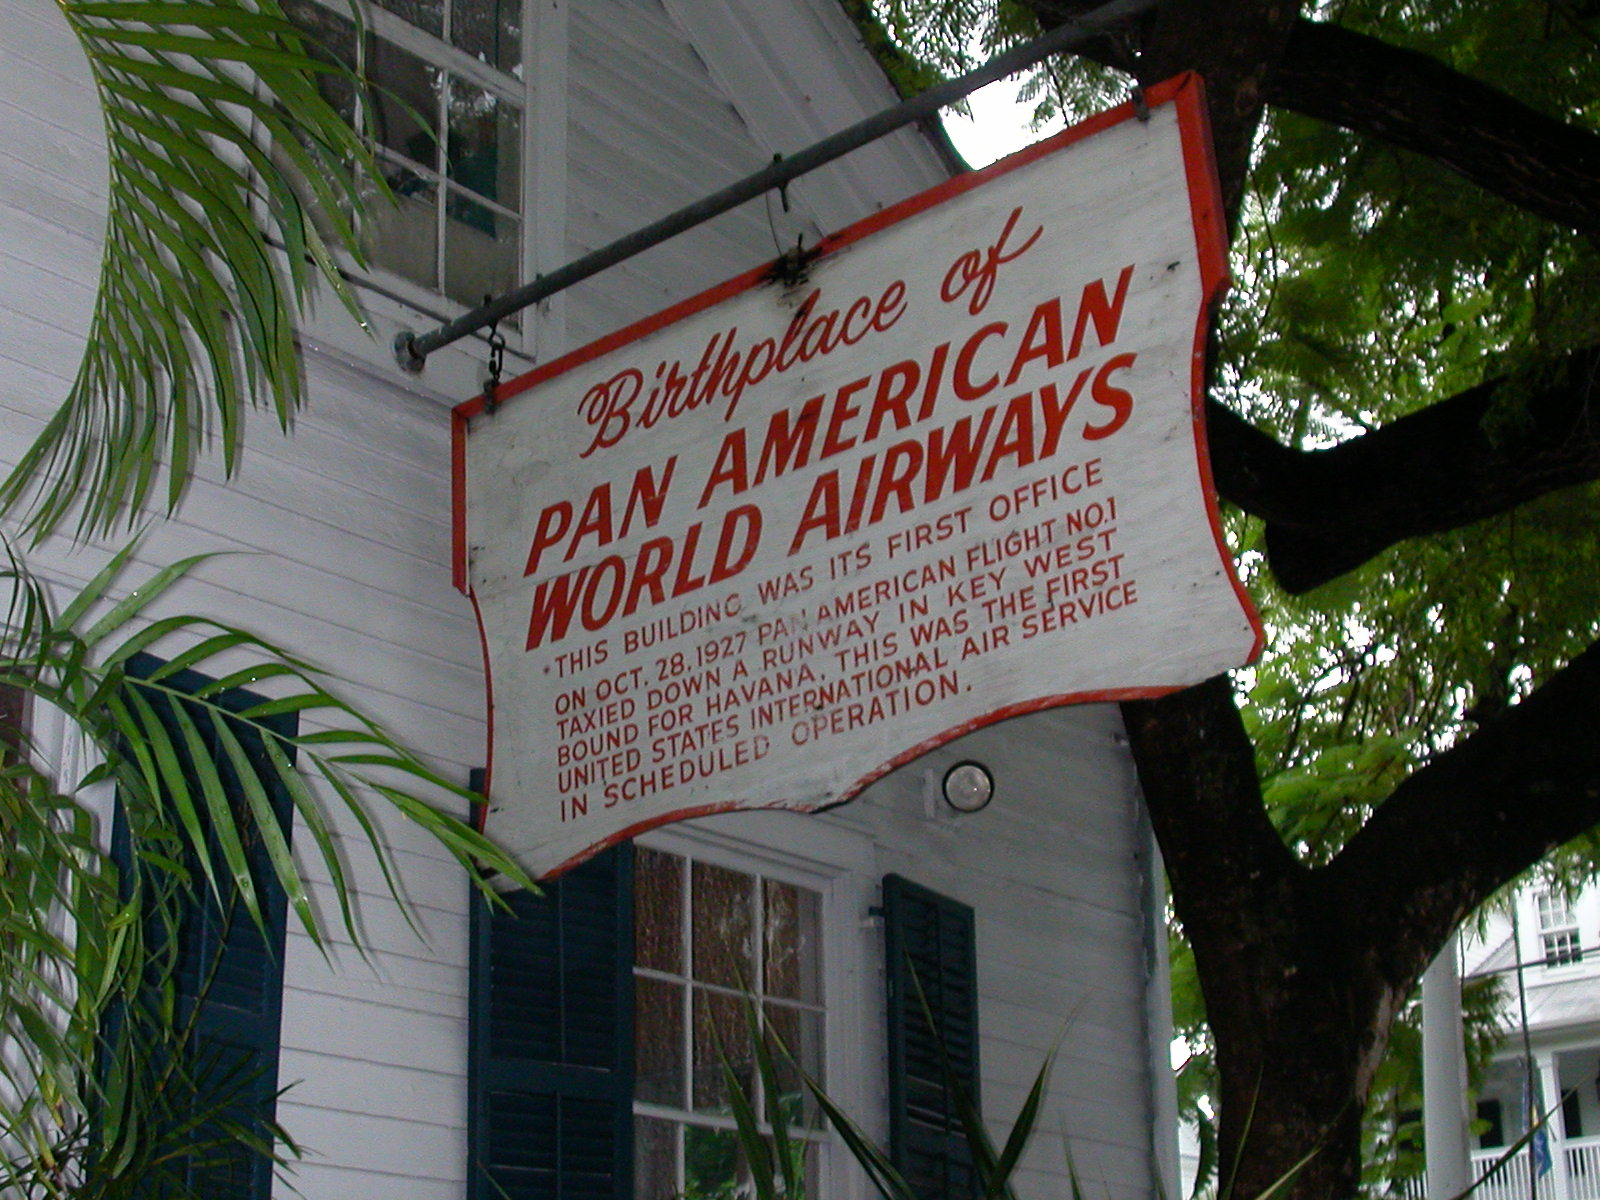 Birthplace of
PAN AMERICAN
WORLD AIRWAYS
•THIS BUILDING WAS ITS FIRST OFFICE
ON OCT. 28, 1927 PAN AMERICAN FLIGHT NO.1
TAXIED DOWN A RUNWAY IN KEY WEST
BOUND FOR HAVANA. THIS WAS THE FIRST
UNITED STATES INTERNATIONAL AIR SERVICE
IN SCHEDULED OPERATION.